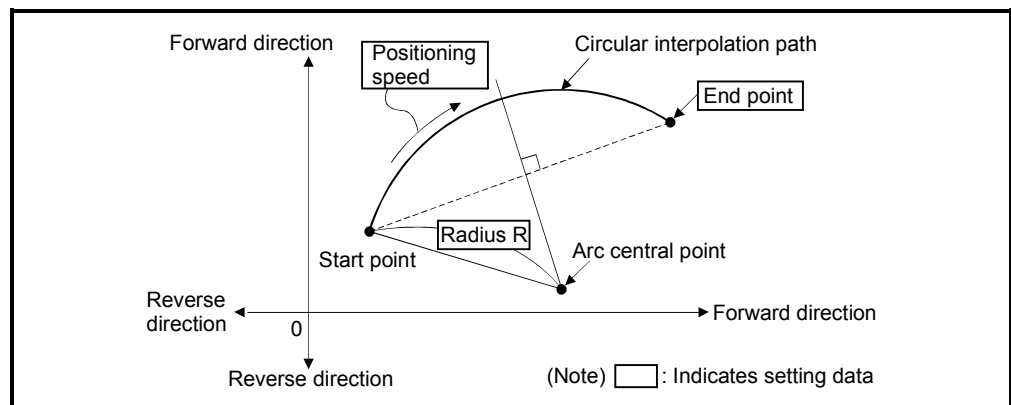 Forward direction
Positioning
speed
Circular interpolation path
End point
Radius R
Start point
Arc central point
Reverse
direction
0
Forward direction
Reverse direction
(Note) : Indicates setting data